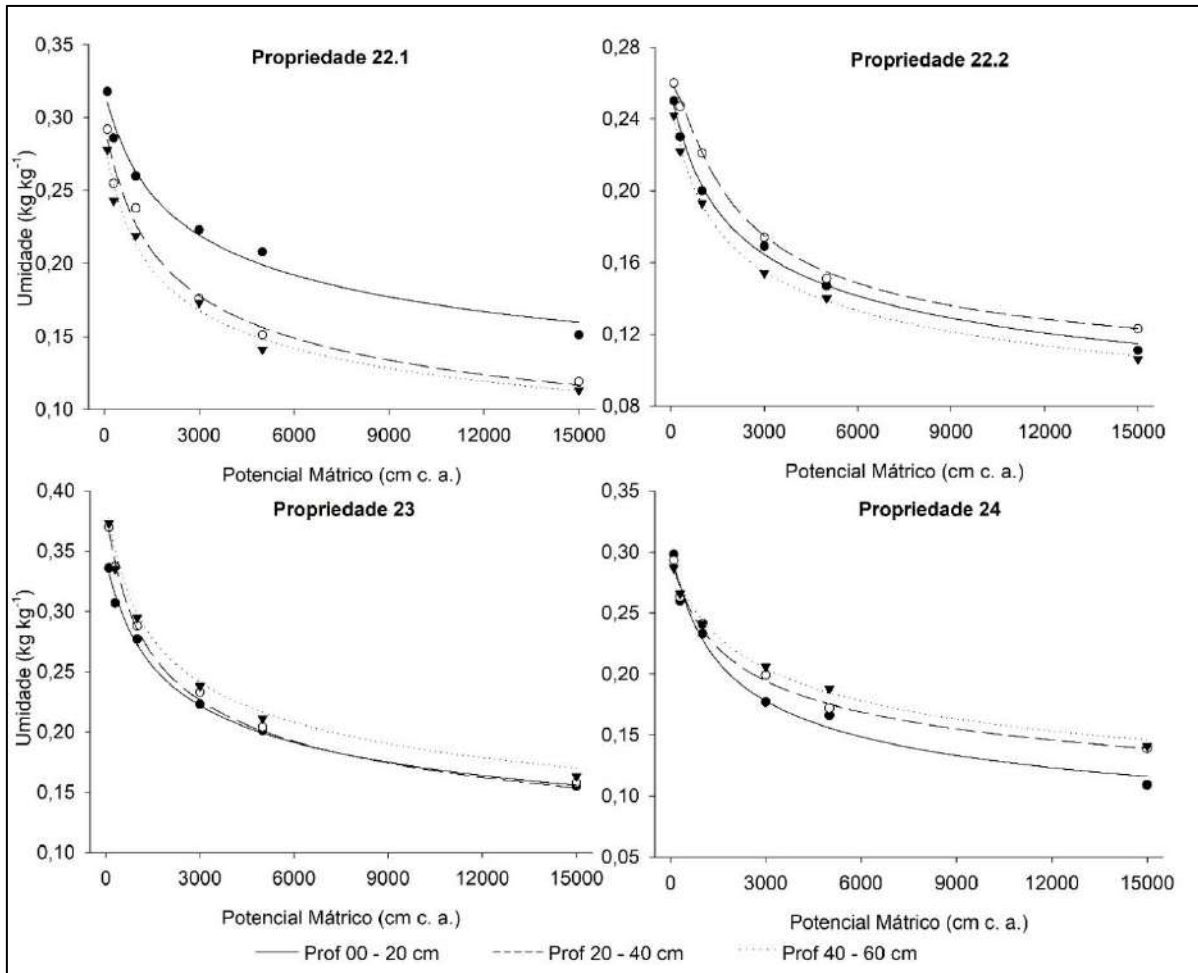 Propriedade 22.1
0,35
0,30
0,25
0,20
0,15
0,10
Umidade (kg kg⁻¹)
0 3000 6000 9000 12000 15000
Potencial Mátrico (cm c. a.)
Propriedade 22.2
0,28
0,24
0,20
0,16
0,12
0,08
0 3000 6000 9000 12000 15000
Potencial Mátrico (cm c. a.)
Propriedade 23
0,40
0,35
0,30
0,25
0,20
0,15
0,10
Umidade (kg kg⁻¹)
0 3000 6000 9000 12000 15000
Potencial Mátrico (cm c. a.)
Propriedade 24
0,35
0,30
0,25
0,20
0,15
0,10
0,05
0 3000 6000 9000 12000 15000
Potencial Mátrico (cm c. a.)
Prof 00 - 20 cm Prof 20 - 40 cm Prof 40 - 60 cm